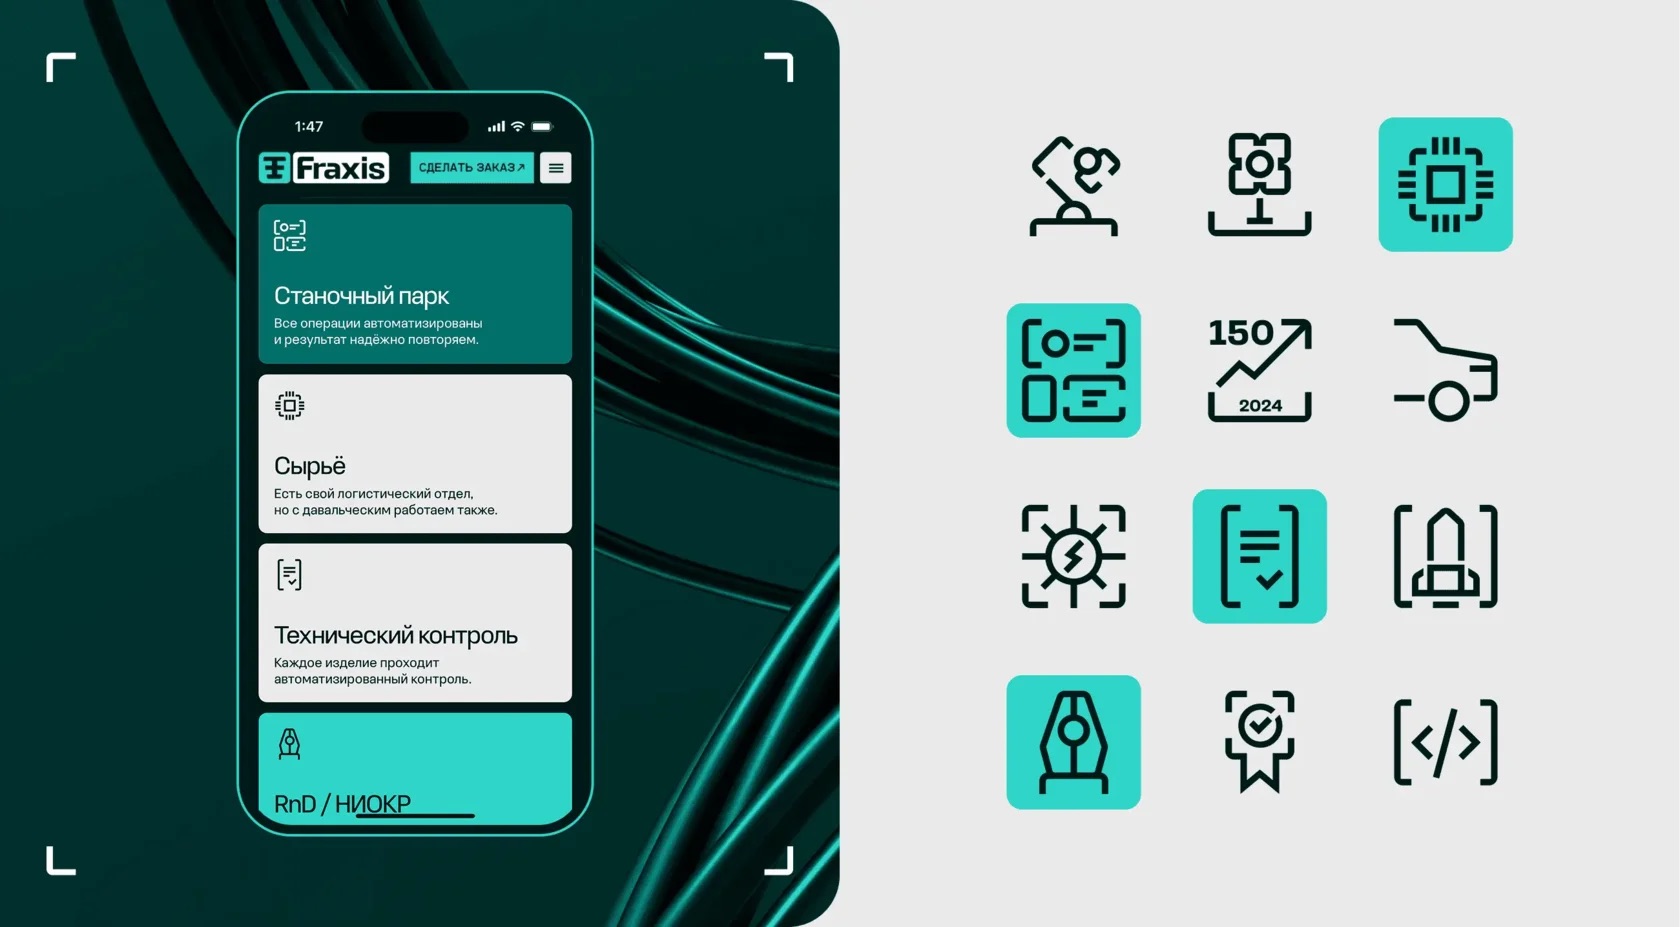 1:47
Fraxis
СДЕЛАТЬ ЗАКАЗ↗
Станочный парк
Все операции автоматизированы
и результат надёжно повторяем.
Сырьё
Есть свой логистический отдел,
но с давальческим работаем также.
Технический контроль
Каждое изделие проходит
автоматизированный контроль.
RnD / НИОКР
150
2024